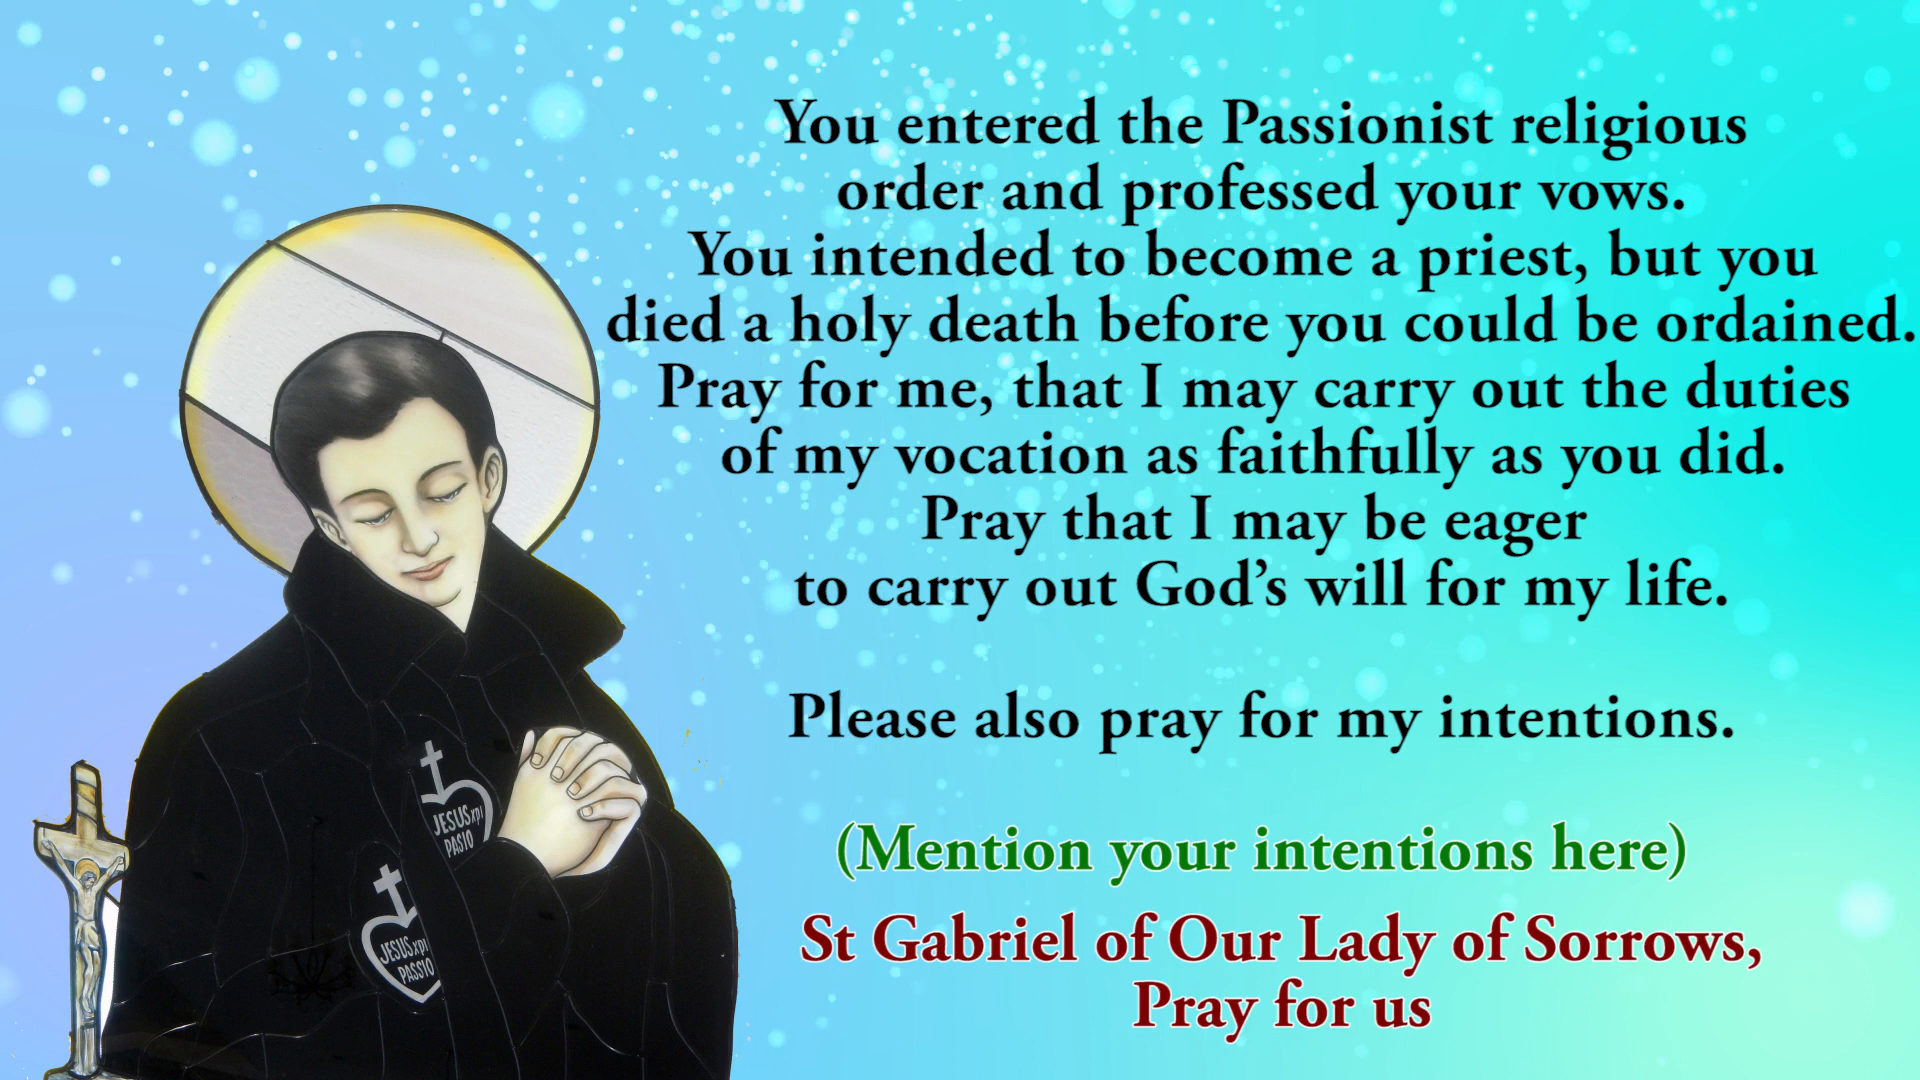 You entered the Passionist religious
order and professed your vows.
You intended to become a priest, but you
died a holy death before you could be ordained.
Pray for me, that I may carry out the duties
of my vocation as faithfully as you did.
Pray that I may be eager
to carry out God’s will for my life.
Please also pray for my intentions.
(Mention your intentions here)
St Gabriel of Our Lady of Sorrows,
Pray for us
JESUS XPI
PASIO
JESUS XPI
PASSIO